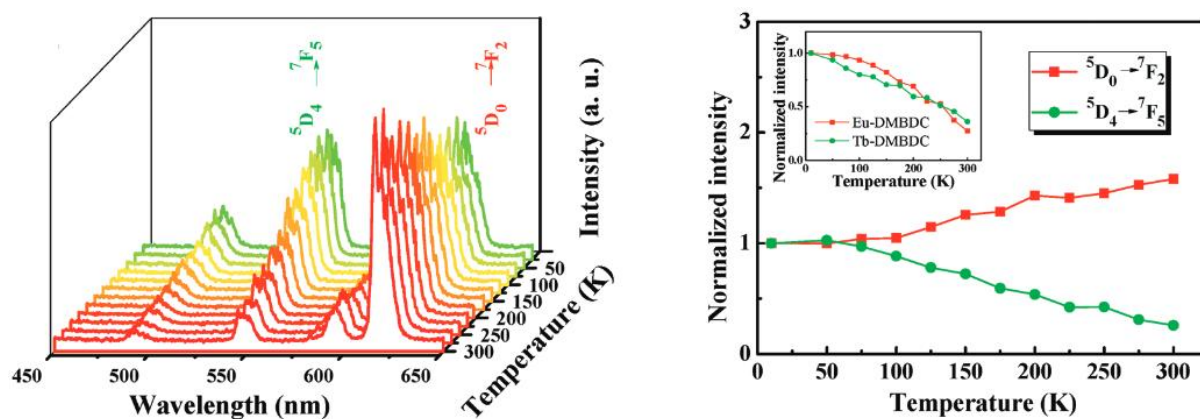 ⁵D₄ → ⁷F₅
⁵D₀ → ⁷F₂
Intensity (a. u.)
50
100
150
200
250
300
Temperature (K)
450
500
550
600
650
Wavelength (nm)
3
2
1
0
Normalized intensity
1.0
0.5
0.0
Normalized intensity
Eu-DMBDC
Tb-DMBDC
0
100
200
300
Temperature (K)
⁵D₀ → ⁷F₂
⁵D₄ → ⁷F₅
0
50
100
150
200
250
300
Temperature (K)